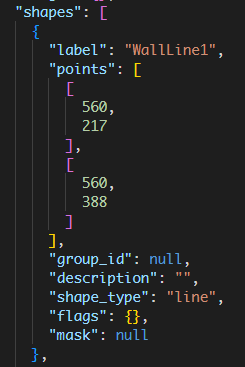 "shapes": [
{
"label": "WallLine1",
"points": [
[
560,
217
],
[
560,
388
]
],
"group_id": null,
"description": "",
"shape_type": "line",
"flags": {},
"mask": null
},